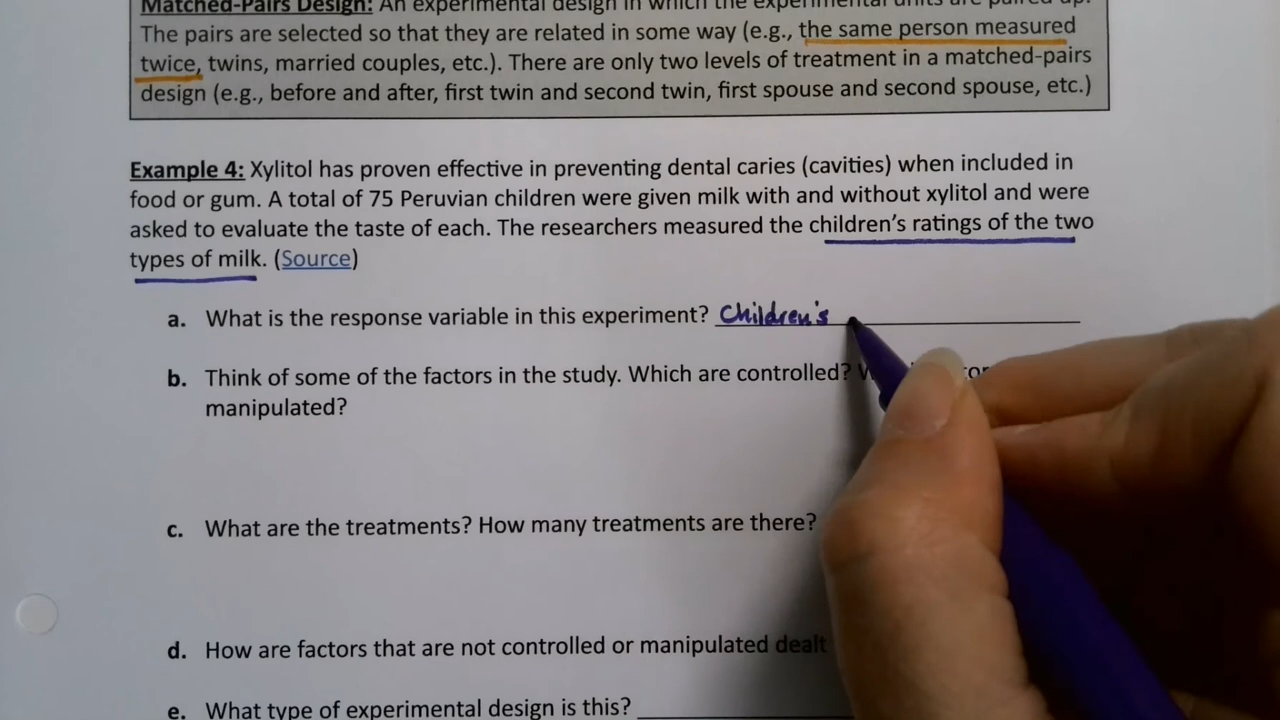 Matched-Pairs Design: An experimental design in which the experimental units are paired up.
The pairs are selected so that they are related in some way (e.g., the same person measured
twice, twins, married couples, etc.). There are only two levels of treatment in a matched-pairs
design (e.g., before and after, first twin and second twin, first spouse and second spouse, etc.)
Example 4: Xylitol has proven effective in preventing dental caries (cavities) when included in
food or gum. A total of 75 Peruvian children were given milk with and without xylitol and were
asked to evaluate the taste of each. The researchers measured the children's ratings of the two
types of milk. (Source)
a. What is the response variable in this experiment? Children's
b. Think of some of the factors in the study. Which are controlled?
manipulated?
c. What are the treatments? How many treatments are there?
d. How are factors that are not controlled or manipulated dealt
e. What type of experimental design is this?